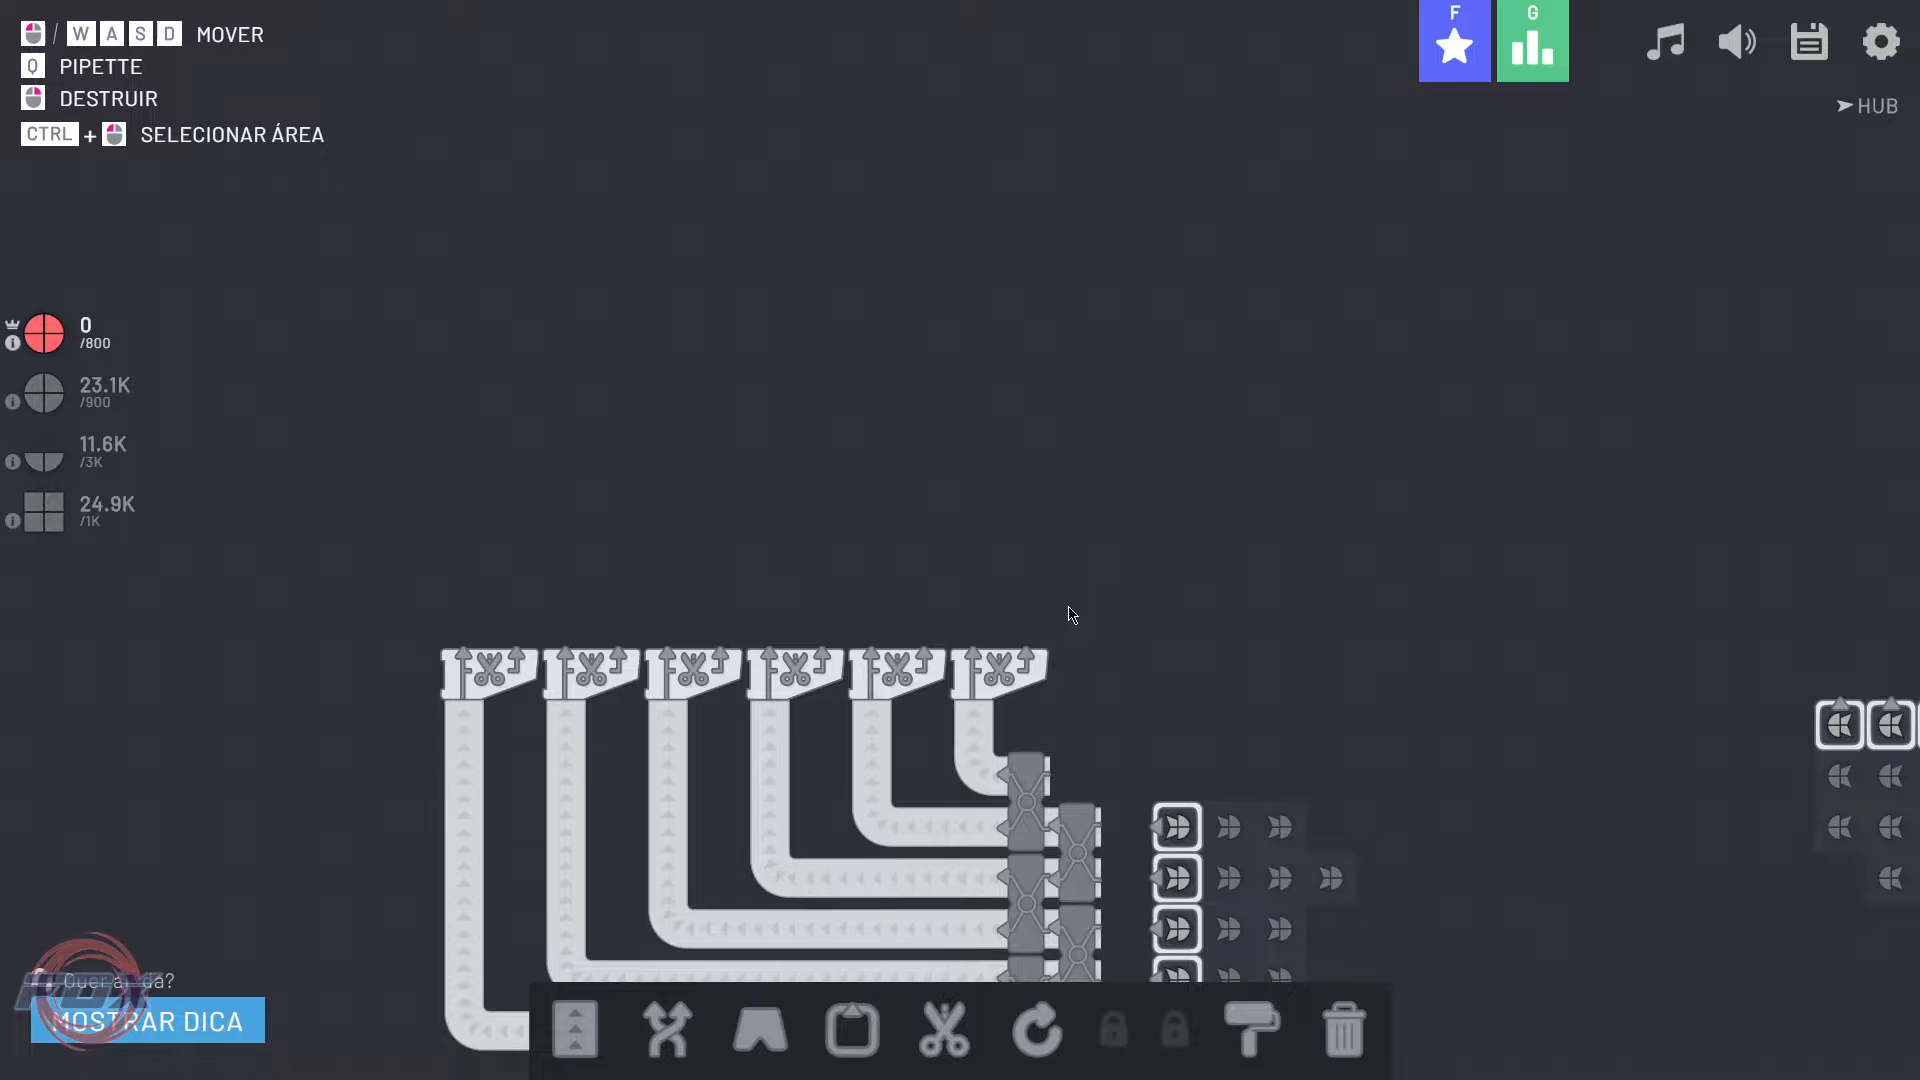 / W A S D MOVER
Q PIPETTE
DESTRUIR
CTRL + SELECIONAR ÁREA
F G
HUB
0
/800
23.1K
/900
11.6K
/3K
24.9K
/1K
MOSTRAR DICA